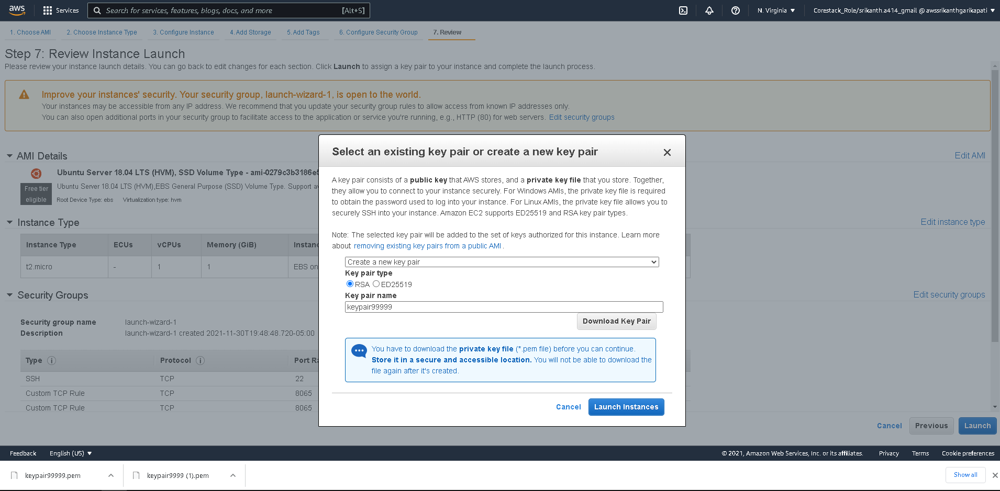 aws
Services
Search for services, features, blogs, docs, and more
[Alt+S]
N. Virginia
Corestack_Role/srikanth.a414_gmail @ awssrikanthgarikapati
1. Choose AMI
2. Choose Instance Type
3. Configure Instance
4. Add Storage
5. Add Tags
6. Configure Security Group
7. Review
Step 7: Review Instance Launch
Please review your instance launch details. You can go back to edit changes for each section. Click Launch to assign a key pair to your instance and complete the launch process.
Improve your instances' security. Your security group, launch-wizard-1, is open to the world.
Your instances may be accessible from any IP address. We recommend that you update your security group rules to allow access from known IP addresses only.
You can also open additional ports in your security group to facilitate access to the application or service you're running, e.g., HTTP (80) for web servers. Edit security groups
AMI Details
Edit AMI
Ubuntu Server 18.04 LTS (HVM), SSD Volume Type - ami-0279c3b3186e
Free tier
eligible
Ubuntu Server 18.04 LTS (HVM),EBS General Purpose (SSD) Volume Type. Support
Root Device Type: ebs Virtualization type: hvm
Instance Type
Edit instance type
Instance Type ECUs vCPUs Memory (GiB)
t2.micro - 1 1 EBS
Security Groups
Edit security groups
Security group name launch-wizard-1
Description launch-wizard-1 created 2021-11-30T19:48:48.720-05:00
Type Protocol Port
SSH TCP 22
Custom TCP Rule TCP 8065
Custom TCP Rule TCP 8065
Select an existing key pair or create a new key pair
A key pair consists of a public key that AWS stores, and a private key file that you store. Together,
they allow you to connect to your instance securely. For Windows AMIs, the private key file is required
to obtain the password used to log into your instance. For Linux AMIs, the private key file allows you to
securely SSH into your instance. Amazon EC2 supports ED25519 and RSA key pair types.
Note: The selected key pair will be added to the set of keys authorized for this instance. Learn more
about removing existing key pairs from a public AMI .
Create a new key pair
Key pair type
RSA ED25519
Key pair name
keypair99999
Download Key Pair
You have to download the private key file (*.pem file) before you can continue.
Store it in a secure and accessible location. You will not be able to download the
file again after it's created.
Cancel
Launch Instances
Cancel
Previous
Launch
Feedback
English (US)
© 2021, Amazon Web Services, Inc. or its affiliates.
Privacy
Terms
Cookie preferences
keypair99999.pem
keypair9999 (1).pem
Show all